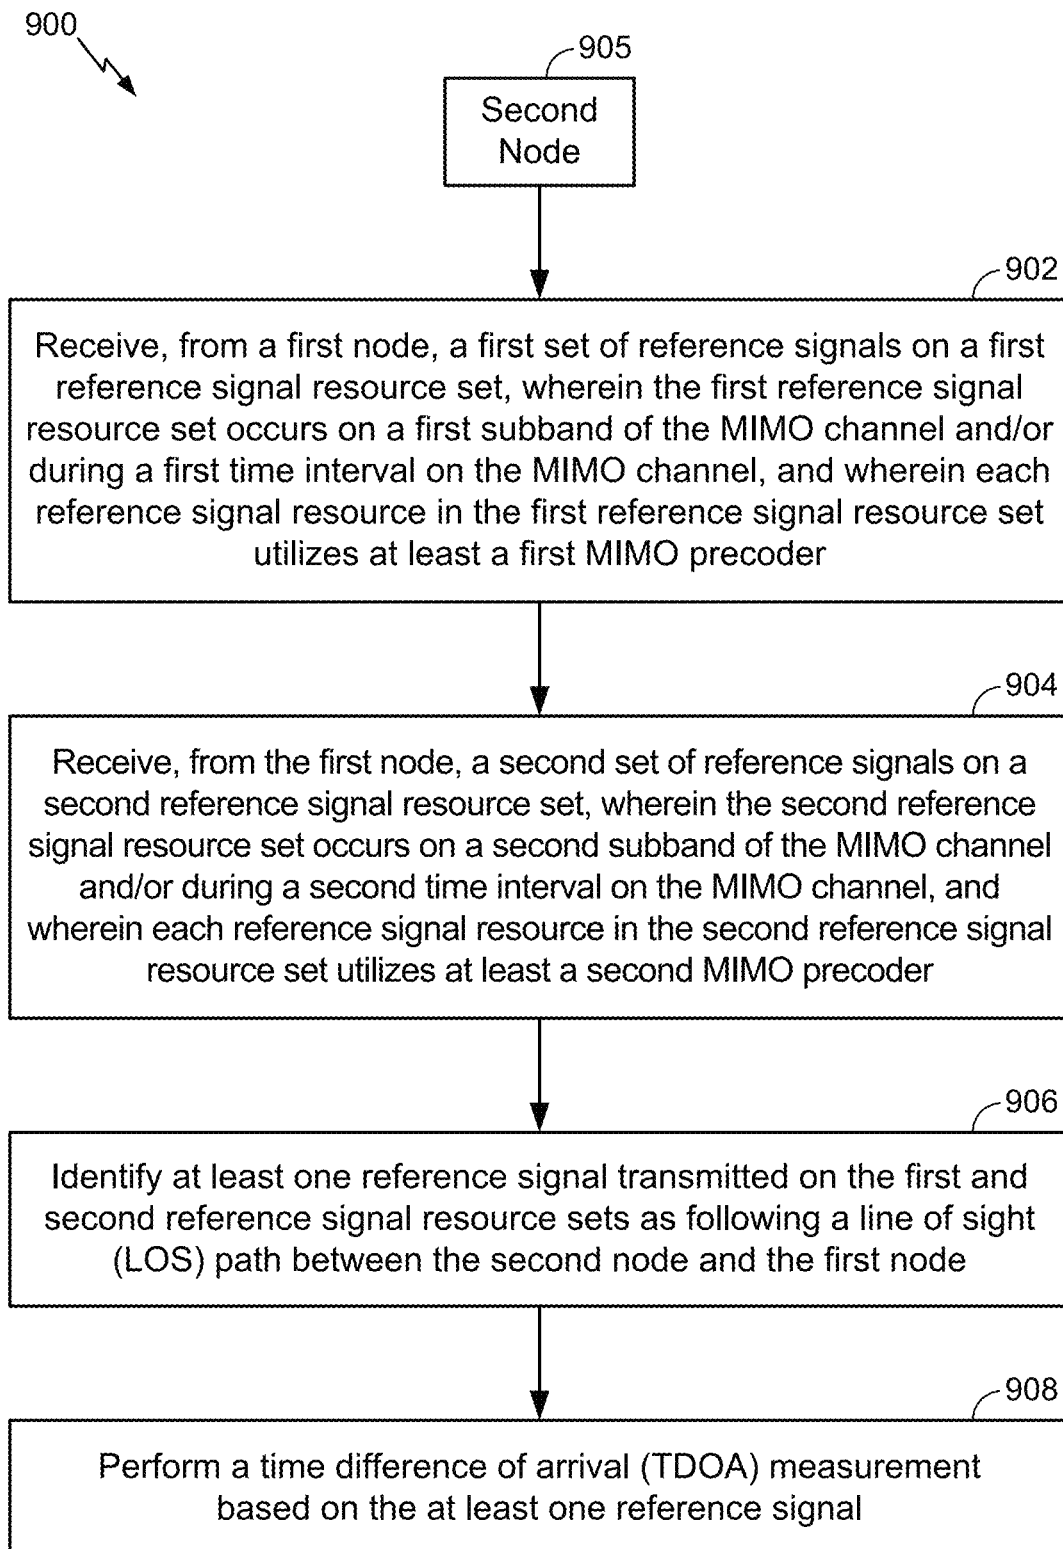 900
905
Second
Node
902
Receive, from a first node, a first set of reference signals on a first
reference signal resource set, wherein the first reference signal
resource set occurs on a first subband of the MIMO channel and/or
during a first time interval on the MIMO channel, and wherein each
reference signal resource in the first reference signal resource set
utilizes at least a first MIMO precoder
904
Receive, from the first node, a second set of reference signals on a
second reference signal resource set, wherein the second reference
signal resource set occurs on a second subband of the MIMO channel
and/or during a second time interval on the MIMO channel, and
wherein each reference signal resource in the second reference signal
resource set utilizes at least a second MIMO precoder
906
Identify at least one reference signal transmitted on the first and
second reference signal resource sets as following a line of sight
(LOS) path between the second node and the first node
908
Perform a time difference of arrival (TDOA) measurement
based on the at least one reference signal